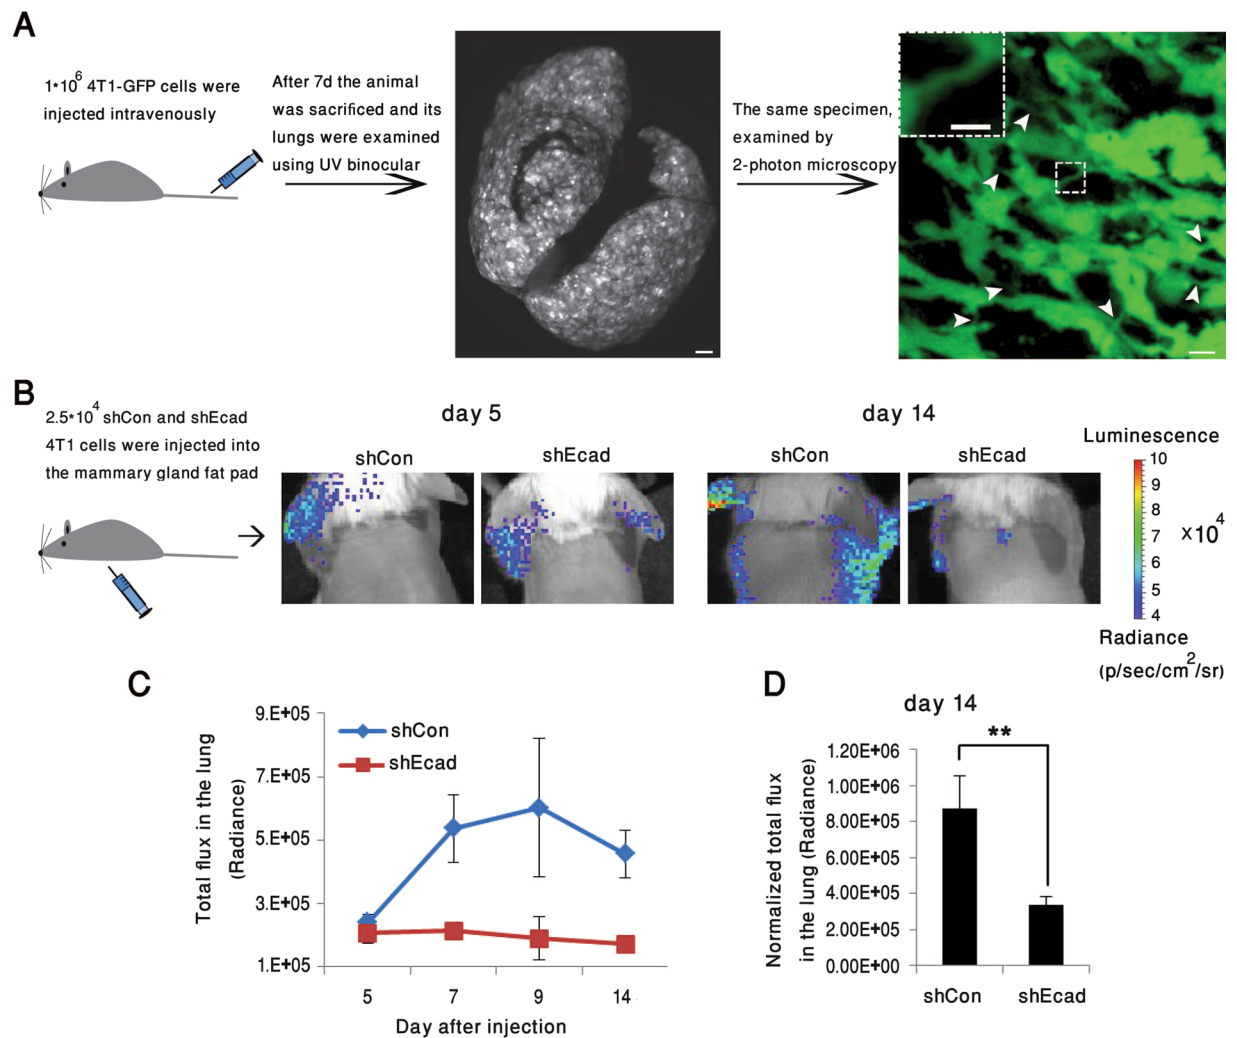 A
1*10^6 4T1-GFP cells were
injected intravenously
After 7d the animal
was sacrificed and its
lungs were examined
using UV binocular
The same specimen,
examined by
2-photon microscopy
B
2.5*10^4 shCon and shEcad
4T1 cells were injected into
the mammary gland fat pad
day 5
day 14
shCon
shEcad
shCon
shEcad
Luminescence
10
9
8
7
6
5
4
×10^4
Radiance
(p/sec/cm^2/sr)
C
Total flux in the lung
(Radiance)
9.E+05
7.E+05
5.E+05
3.E+05
1.E+05
shCon
shEcad
5
7
9
14
Day after injection
D
day 14
**
Normalized total flux
in the lung (Radiance)
1.20E+06
1.00E+06
8.00E+05
6.00E+05
4.00E+05
2.00E+05
0.00E+00
shCon
shEcad